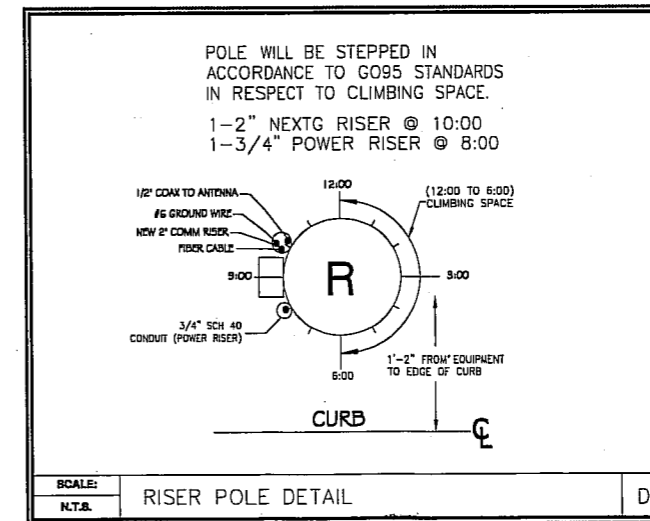 POLE WILL BE STEPPED IN
ACCORDANCE TO GO95 STANDARDS
IN RESPECT TO CLIMBING SPACE.
1-2" NEXTG RISER @ 10:00
1-3/4" POWER RISER @ 8:00
12:00
1/2" COAX TO ANTENNA
#6 GROUND WIRE
NEW 2" COMM RISER
FIBER CABLE
(12:00 TO 6:00)
CLIMBING SPACE
9:00
R
3:00
3/4" SCH 40
CONDUIT (POWER RISER)
6:00
1'-2" FROM EQUIPMENT
TO EDGE OF CURB
CURB
℄
SCALE:
N.T.S.
RISER POLE DETAIL
D